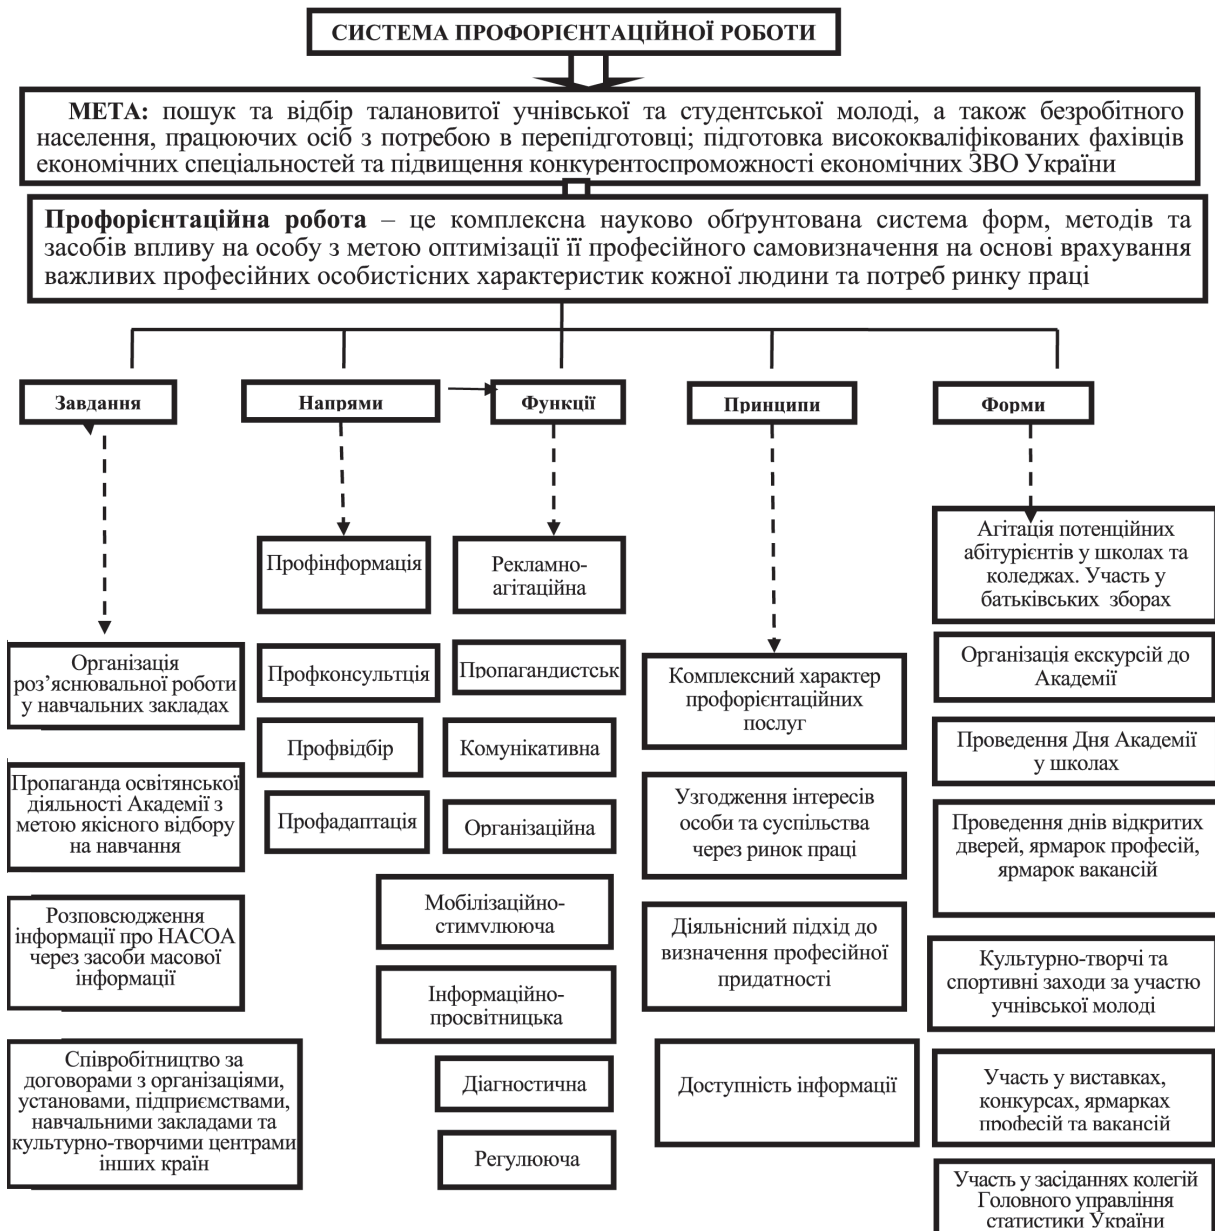 СИСТЕМА ПРОФОРІЄНТАЦІЙНОЇ РОБОТИ
МЕТА: пошук та відбір талановитої учнівської та студентської молоді, а також безробітного
населення, працюючих осіб з потребою в перепідготовці; підготовка висококваліфікованих фахівців
економічних спеціальностей та підвищення конкурентоспроможності економічних ЗВО України
Профорієнтаційна робота – це комплексна науково обґрунтована система форм, методів та
засобів впливу на особу з метою оптимізації її професійного самовизначення на основі врахування
важливих професійних особистісних характеристик кожної людини та потреб ринку праці
Завдання
Напрями
Функції
Принципи
Форми
Організація
роз’яснювальної роботи
у навчальних закладах
Пропаганда освітянської
діяльності Академії з
метою якісного відбору
на навчання
Розповсюдження
інформації про НАСОА
через засоби масової
інформації
Співробітництво за
договорами з організаціями,
установами, підприємствами,
навчальними закладами та
культурно-творчими центрами
інших країн
Профінформація
Профконсультція
Профвідбір
Профадаптація
Рекламно-
агітаційна
Пропагандистськ
Комунікативна
Організаційна
Мобілізаційно-
стимулююча
Інформаційно-
просвітницька
Діагностична
Регулююча
Комплексний характер
профорієнтаційних
послуг
Узгодження інтересів
особи та суспільства
через ринок праці
Діяльнісний підхід до
визначення професійної
придатності
Доступність інформації
Агітація потенційних
абітурієнтів у школах та
коледжах. Участь у
батьківських зборах
Організація екскурсій до
Академії
Проведення Дня Академії
у школах
Проведення днів відкритих
дверей, ярмарок професій,
ярмарок вакансій
Культурно-творчі та
спортивні заходи за участю
учнівської молоді
Участь у виставках,
конкурсах, ярмарках
професій та вакансій
Участь у засіданнях колегій
Головного управління
статистики України